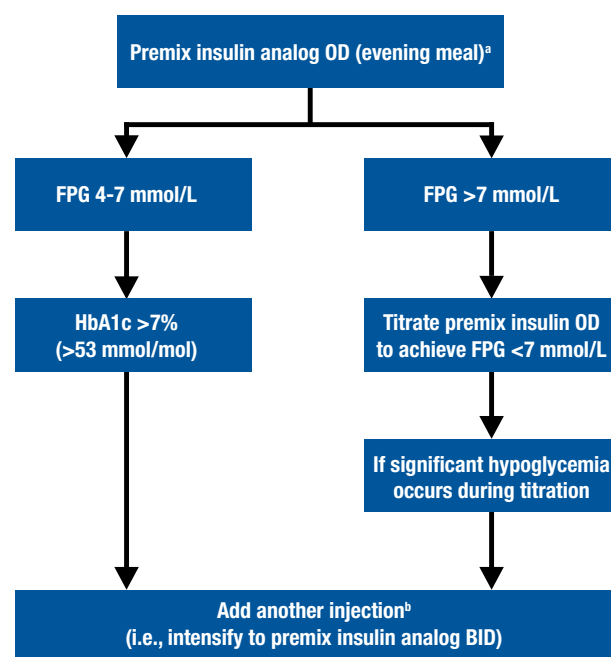 Premix insulin analog OD (evening meal)ᵃ
FPG 4-7 mmol/L
FPG >7 mmol/L
HbA1c >7%
(>53 mmol/mol)
Titrate premix insulin OD
to achieve FPG <7 mmol/L
If significant hypoglycemia
occurs during titration
Add another injectionᵇ
(i.e., intensify to premix insulin analog BID)